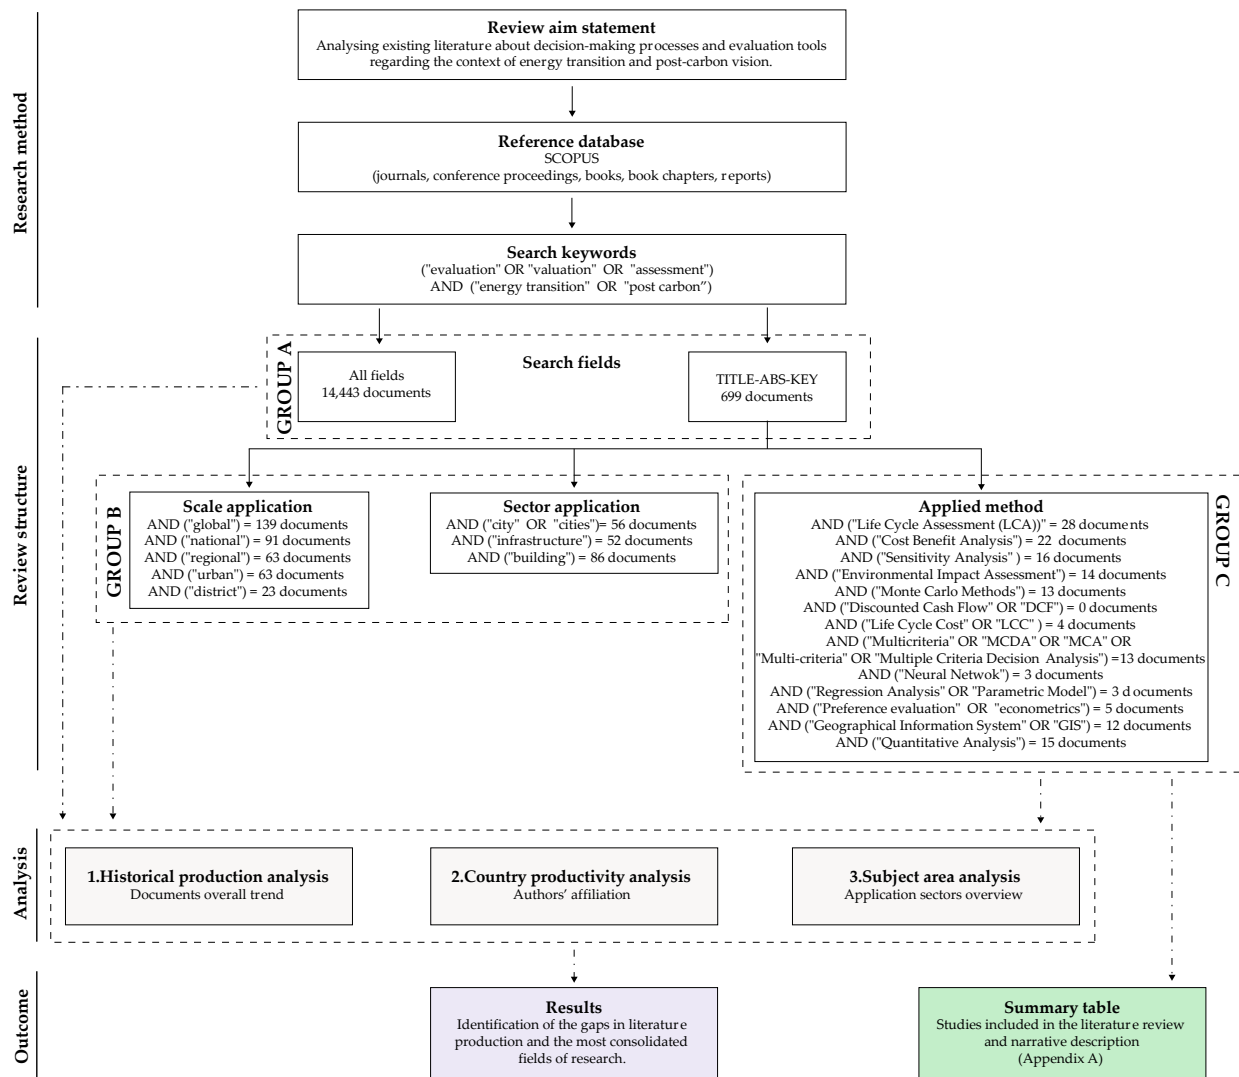 Research method
Review aim statement
Analysing existing literature about decision-making processes and evaluation tools
regarding the context of energy transition and post-carbon vision.
Reference database
SCOPUS
(journals, conference proceedings, books, book chapters, reports)
Search keywords
("evaluation" OR "valuation" OR "assessment")
AND ("energy transition" OR "post carbon”)
Review structure
GROUP A
Search fields
All fields
14,443 documents
TITLE-ABS-KEY
699 documents
GROUP B
Scale application
AND ("global") = 139 documents
AND ("national") = 91 documents
AND ("regional") = 63 documents
AND ("urban") = 63 documents
AND ("district") = 23 documents
Sector application
AND ("city" OR "cities")= 56 documents
AND ("infrastructure") = 52 documents
AND ("building") = 86 documents
GROUP C
Applied method
AND ("Life Cycle Assessment (LCA))" = 28 documents
AND ("Cost Benefit Analysis") = 22 documents
AND ("Sensitivity Analysis" ) = 16 documents
AND ("Environmental Impact Assessment") = 14 documents
AND ("Monte Carlo Methods") = 13 documents
AND ("Discounted Cash Flow" OR "DCF") = 0 documents
AND ("Life Cycle Cost" OR "LCC" ) = 4 documents
AND ("Multicriteria" OR "MCDA" OR "MCA" OR
"Multi-criteria" OR "Multiple Criteria Decision Analysis") =13 documents
AND ("Neural Netwok") = 3 documents
AND ("Regression Analysis" OR "Parametric Model") = 3 documents
AND ("Preference evaluation" OR "econometrics") = 5 documents
AND ("Geographical Information System" OR "GIS") = 12 documents
AND ("Quantitative Analysis") = 15 documents
Analysis
1.Historical production analysis
Documents overall trend
2.Country productivity analysis
Authors’ affiliation
3.Subject area analysis
Application sectors overview
Outcome
Results
Identification of the gaps in literature
production and the most consolidated
fields of research.
Summary table
Studies included in the literature review
and narrative description
(Appendix A)